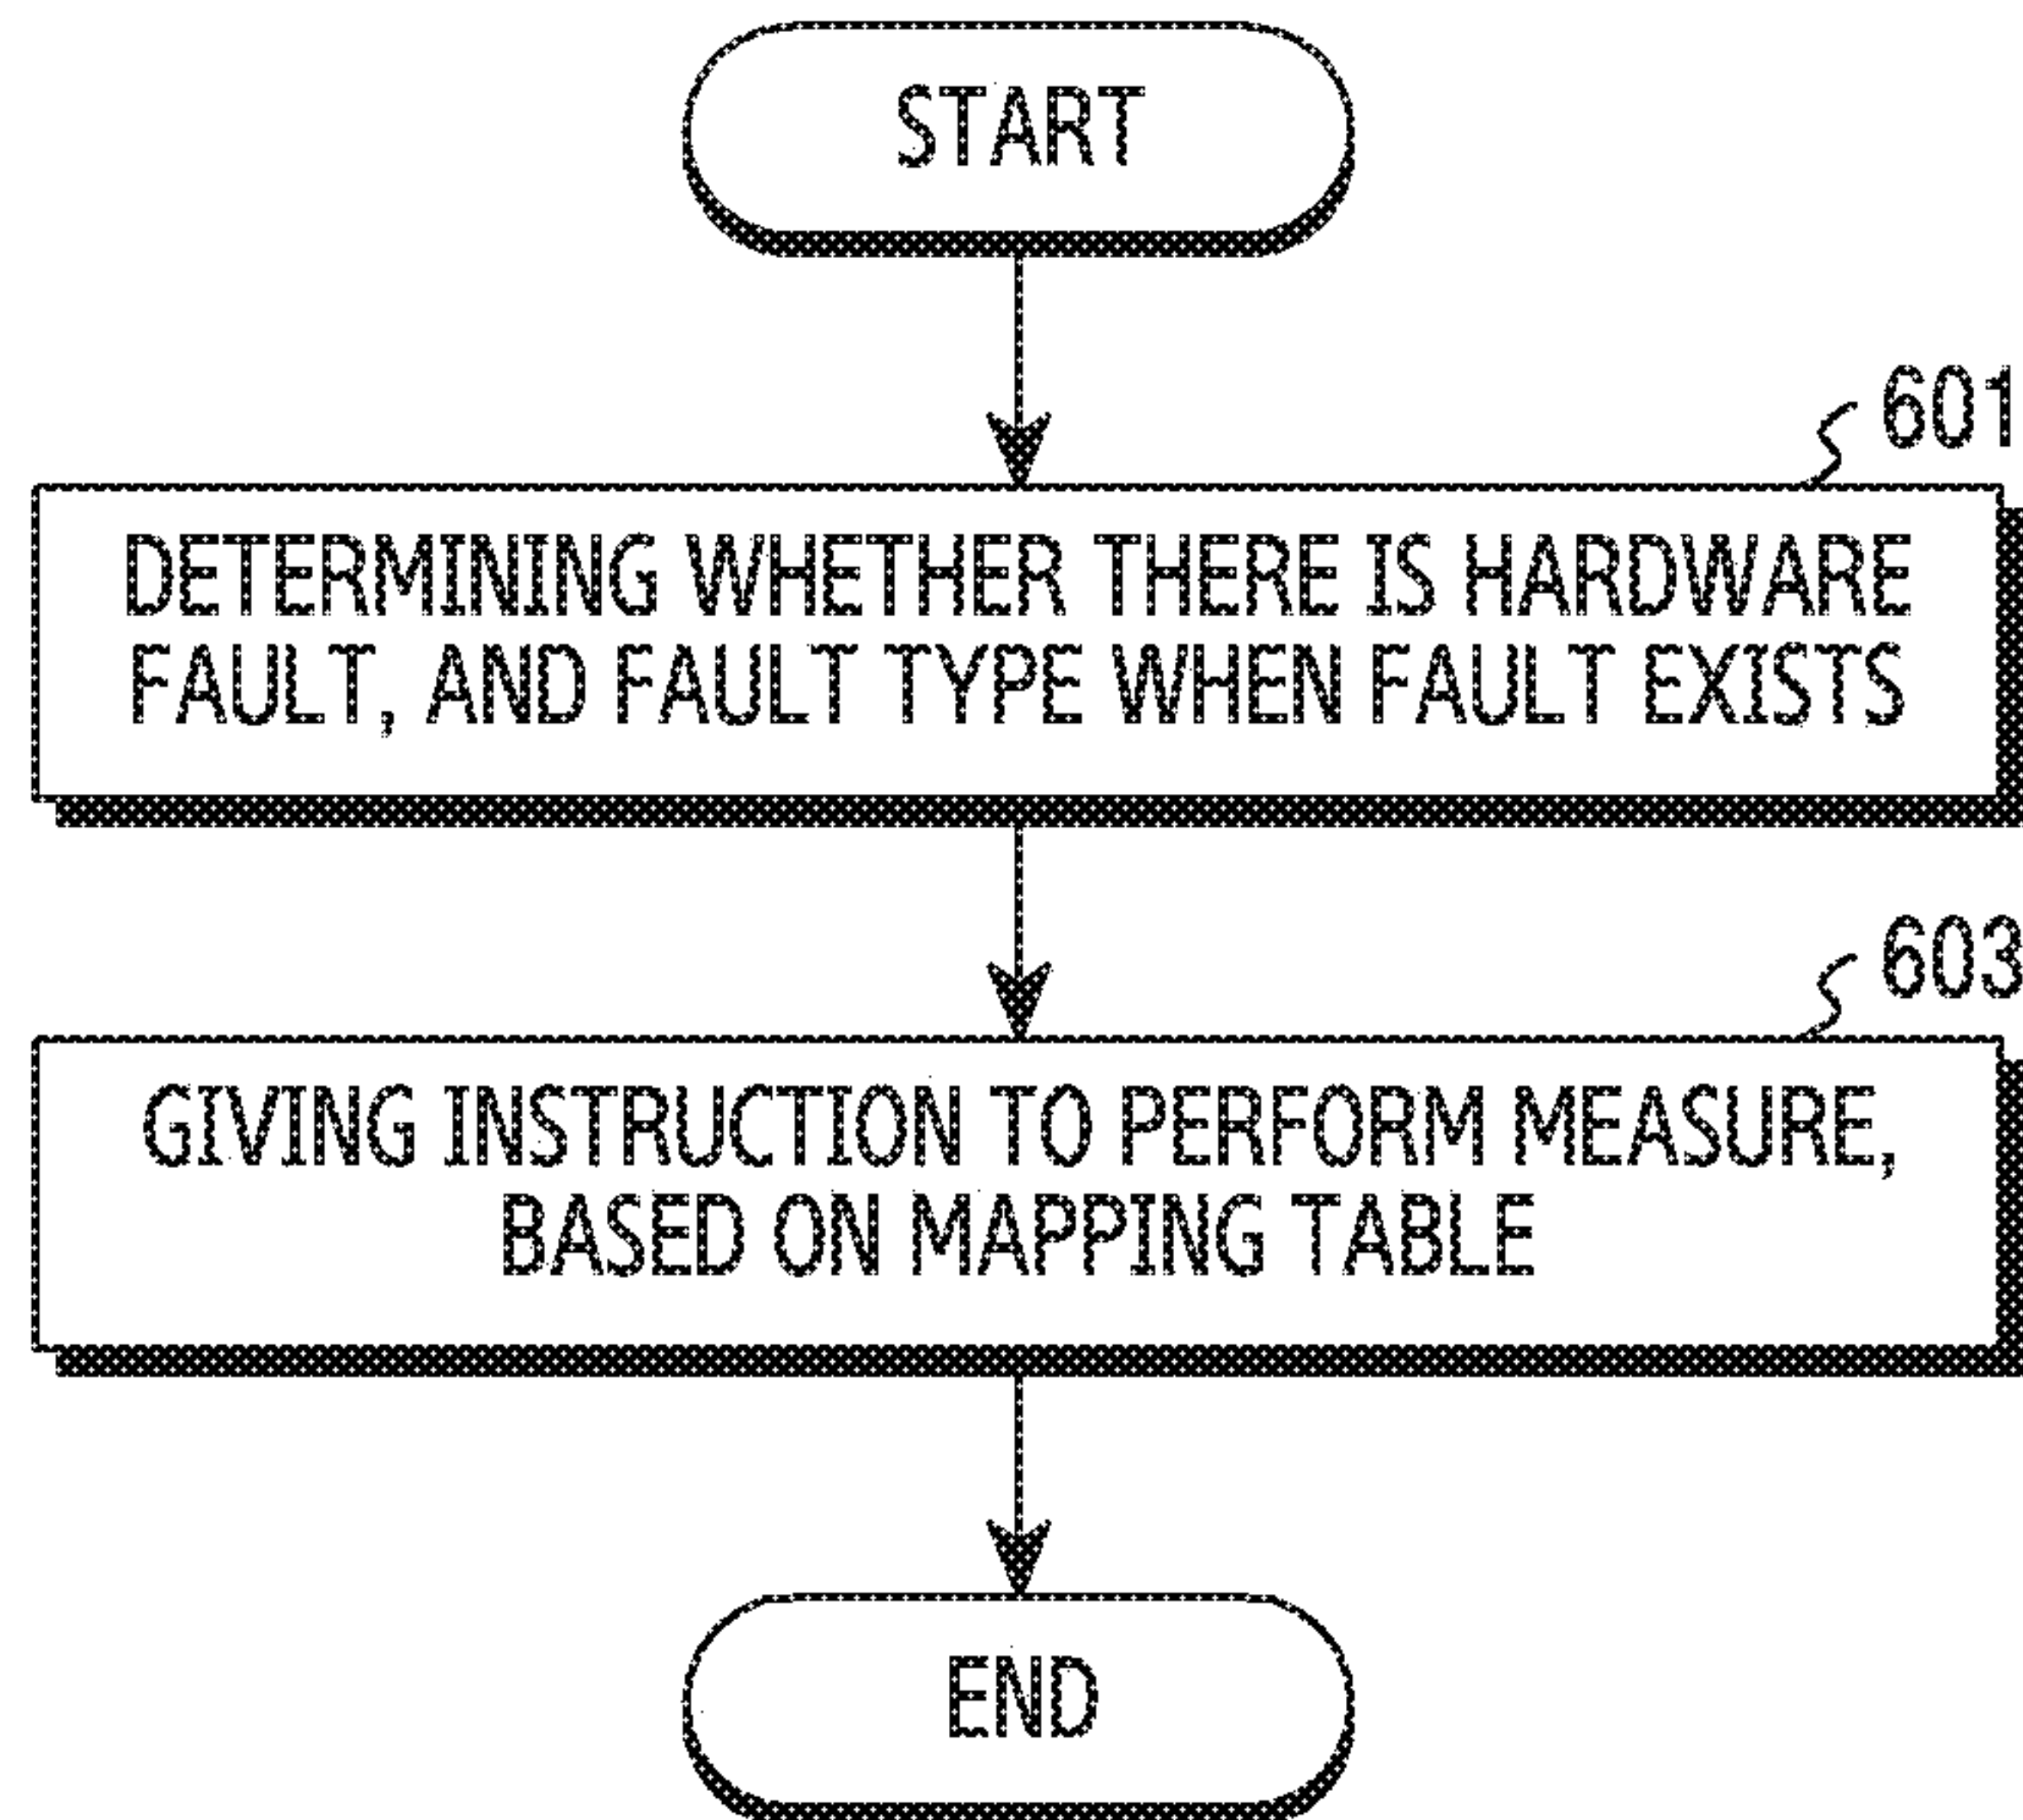 START
601
DETERMINING WHETHER THERE IS HARDWARE
FAULT, AND FAULT TYPE WHEN FAULT EXISTS
603
GIVING INSTRUCTION TO PERFORM MEASURE,
BASED ON MAPPING TABLE
END